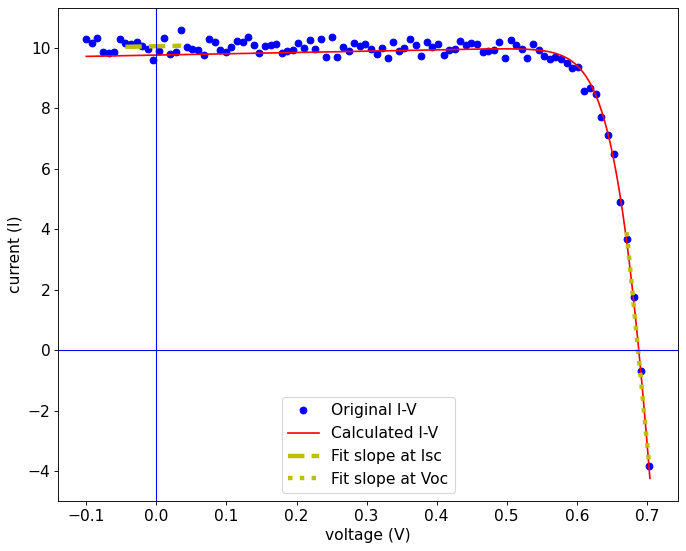 10
8
6
4
2
0
−2
−4
current (I)
Original I-V
Calculated I-V
Fit slope at Isc
Fit slope at Voc
−0.1 0.0 0.1 0.2 0.3 0.4 0.5 0.6 0.7
voltage (V)